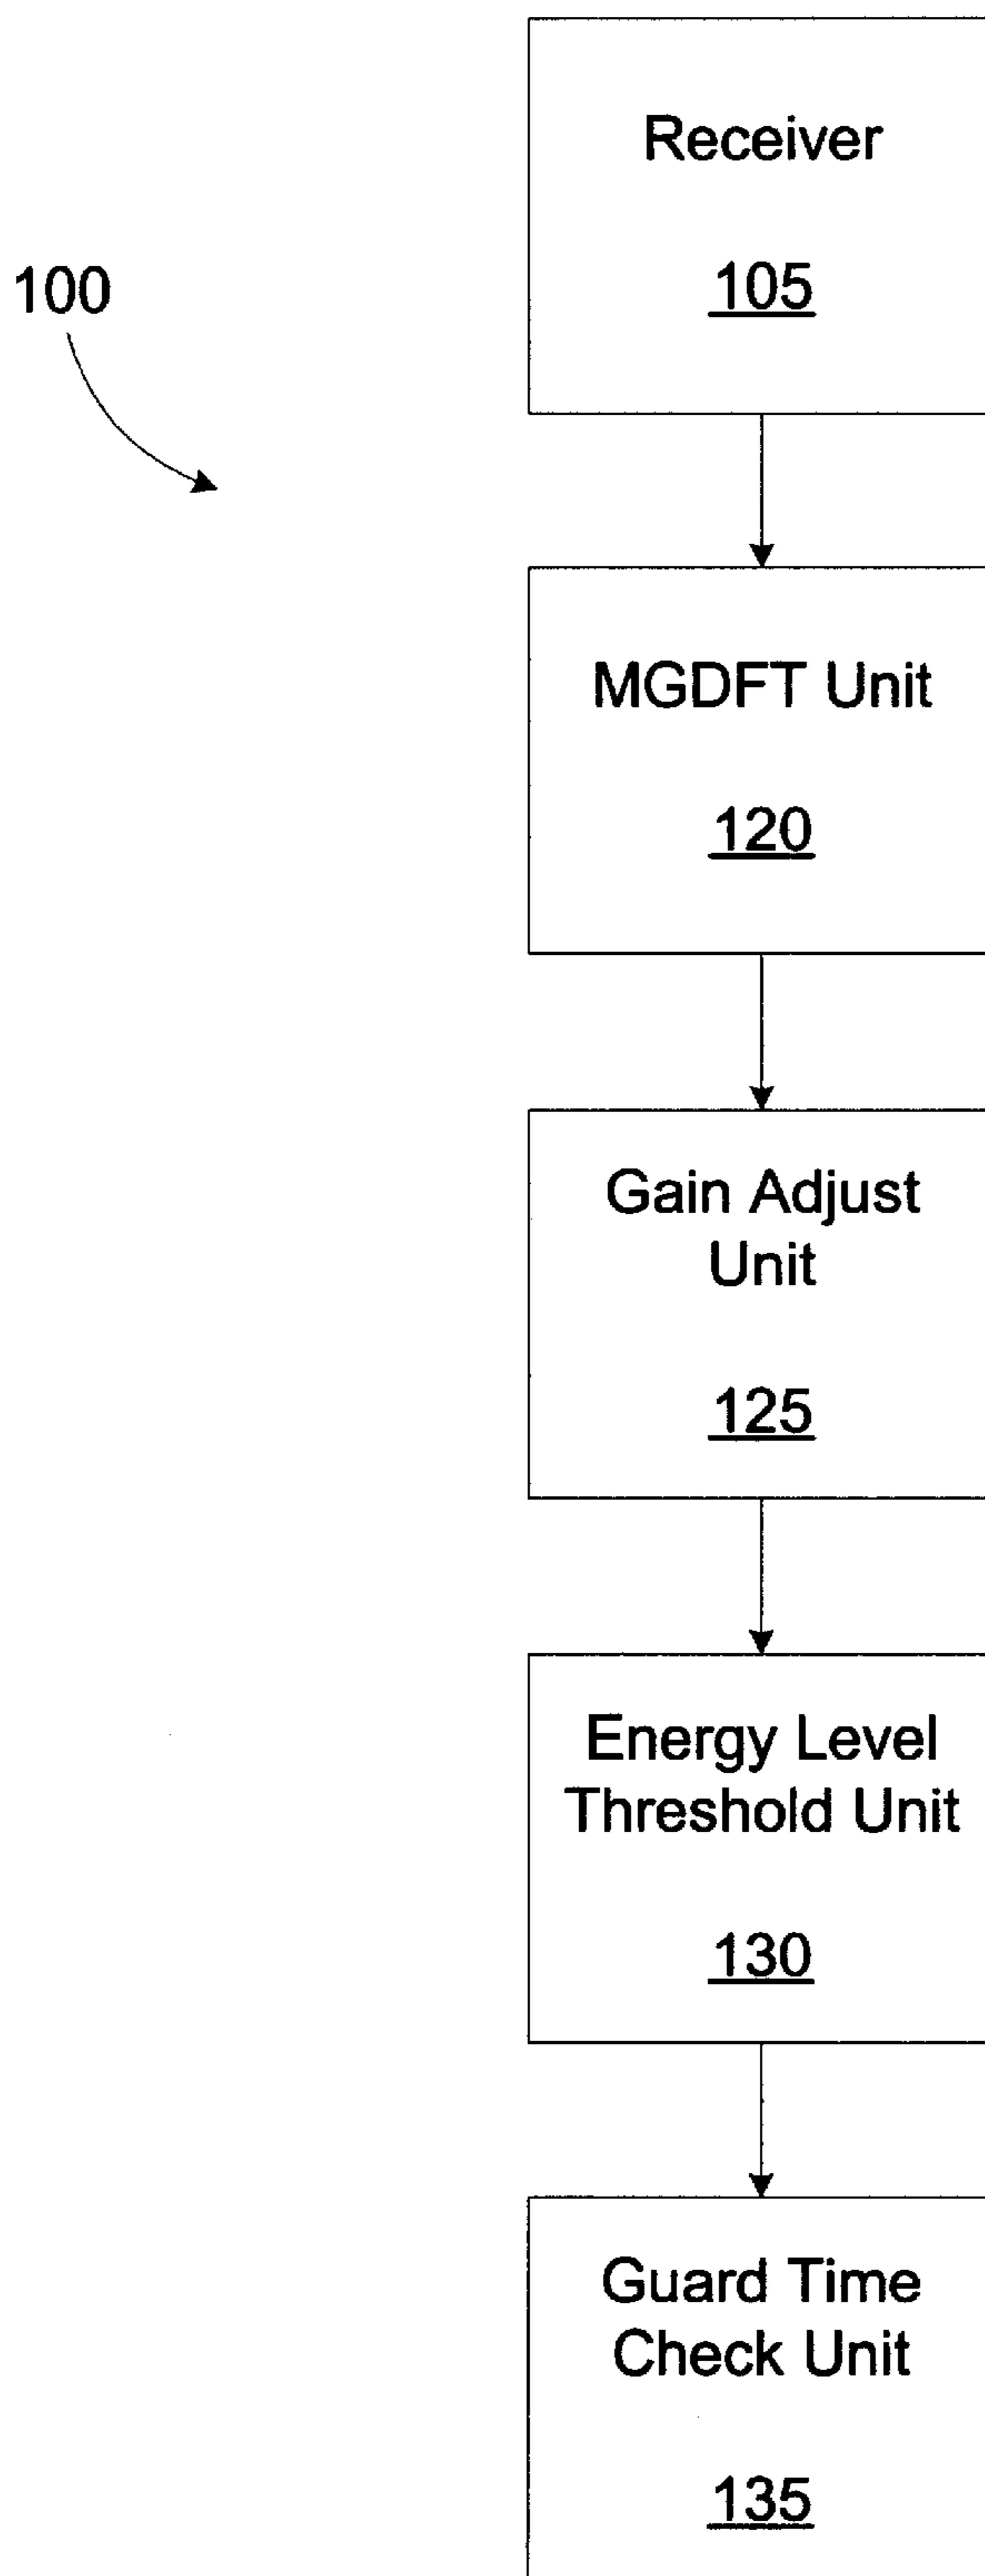 Receiver
105
100
MGDFT Unit
120
Gain Adjust
Unit
125
Energy Level
Threshold Unit
130
Guard Time
Check Unit
135